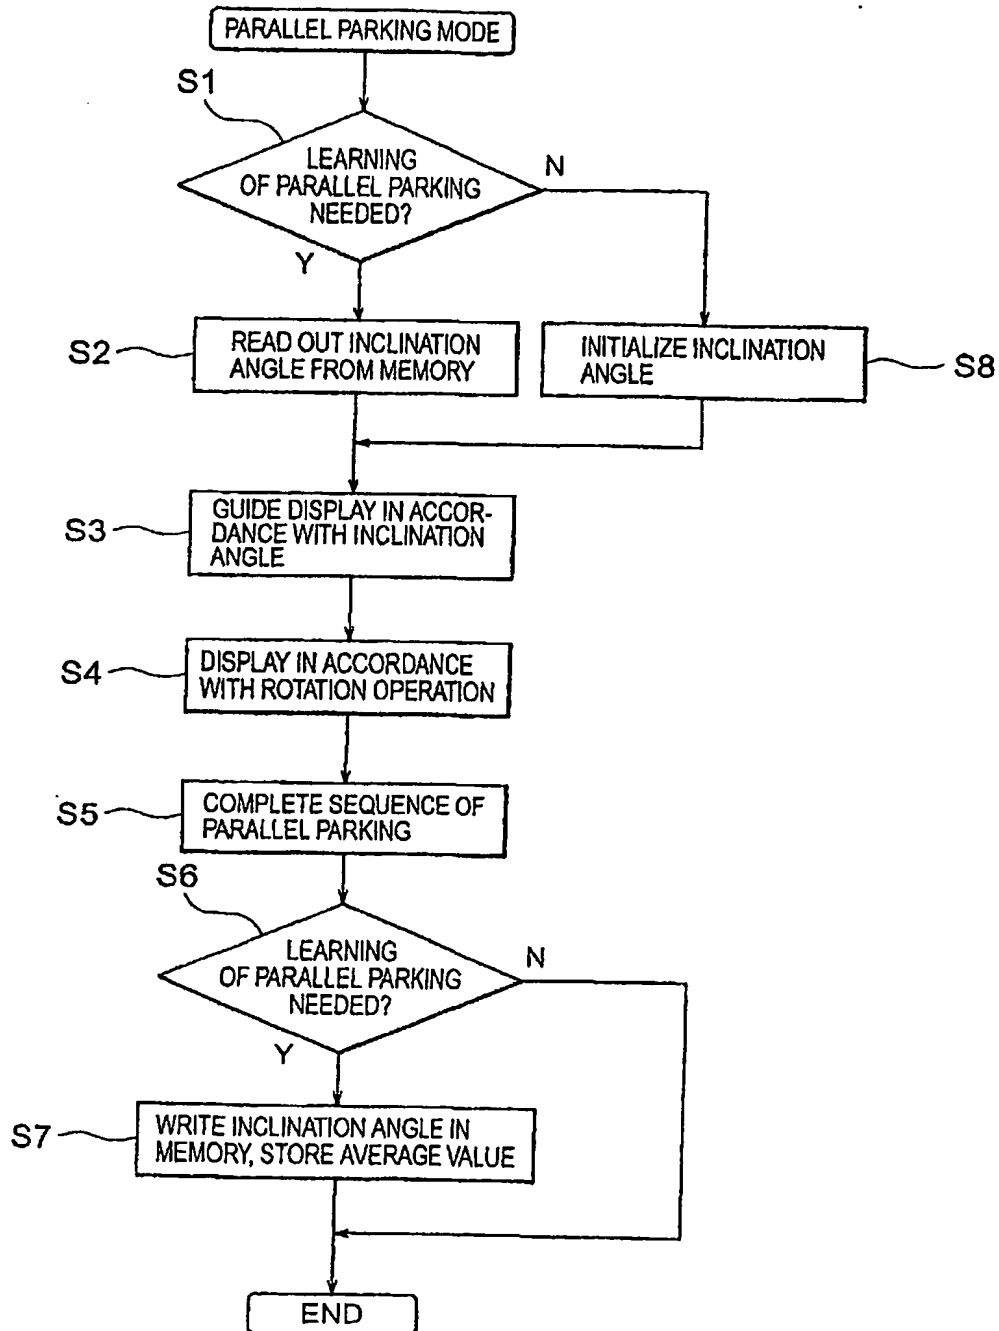 PARALLEL PARKING MODE
S1
LEARNING
OF PARALLEL PARKING
NEEDED?
N
Y
S2
READ OUT INCLINATION
ANGLE FROM MEMORY
INITIALIZE INCLINATION
ANGLE
S8
S3
GUIDE DISPLAY IN ACCOR-
DANCE WITH INCLINATION
ANGLE
S4
DISPLAY IN ACCORDANCE
WITH ROTATION OPERATION
S5
COMPLETE SEQUENCE OF
PARALLEL PARKING
S6
LEARNING
OF PARALLEL PARKING
NEEDED?
N
Y
S7
WRITE INCLINATION ANGLE IN
MEMORY, STORE AVERAGE VALUE
END